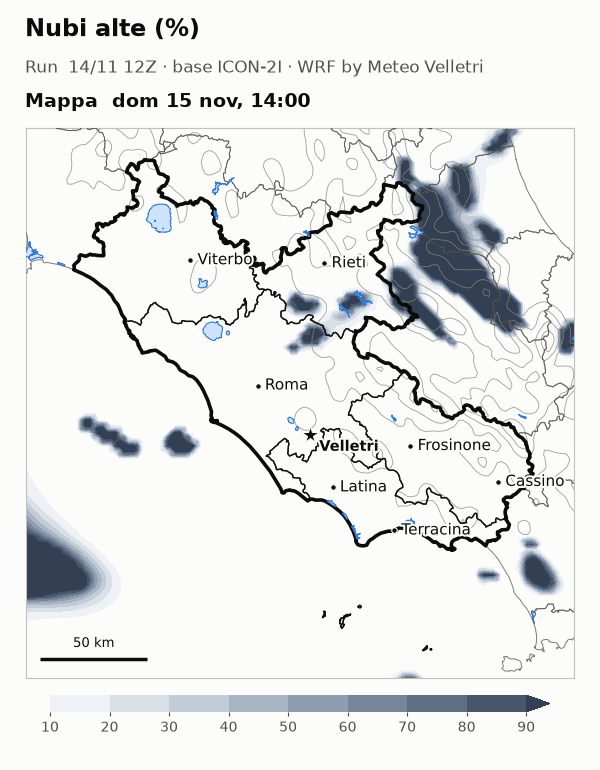 Nubi alte (%)
Run 14/11 12Z · base ICON-2I · WRF by Meteo Velletri
Mappa dom 15 nov, 14:00
Viterbo
Rieti
Roma
Velletri
Frosinone
Latina
Cassino
Terracina
50 km
10 20 30 40 50 60 70 80 90